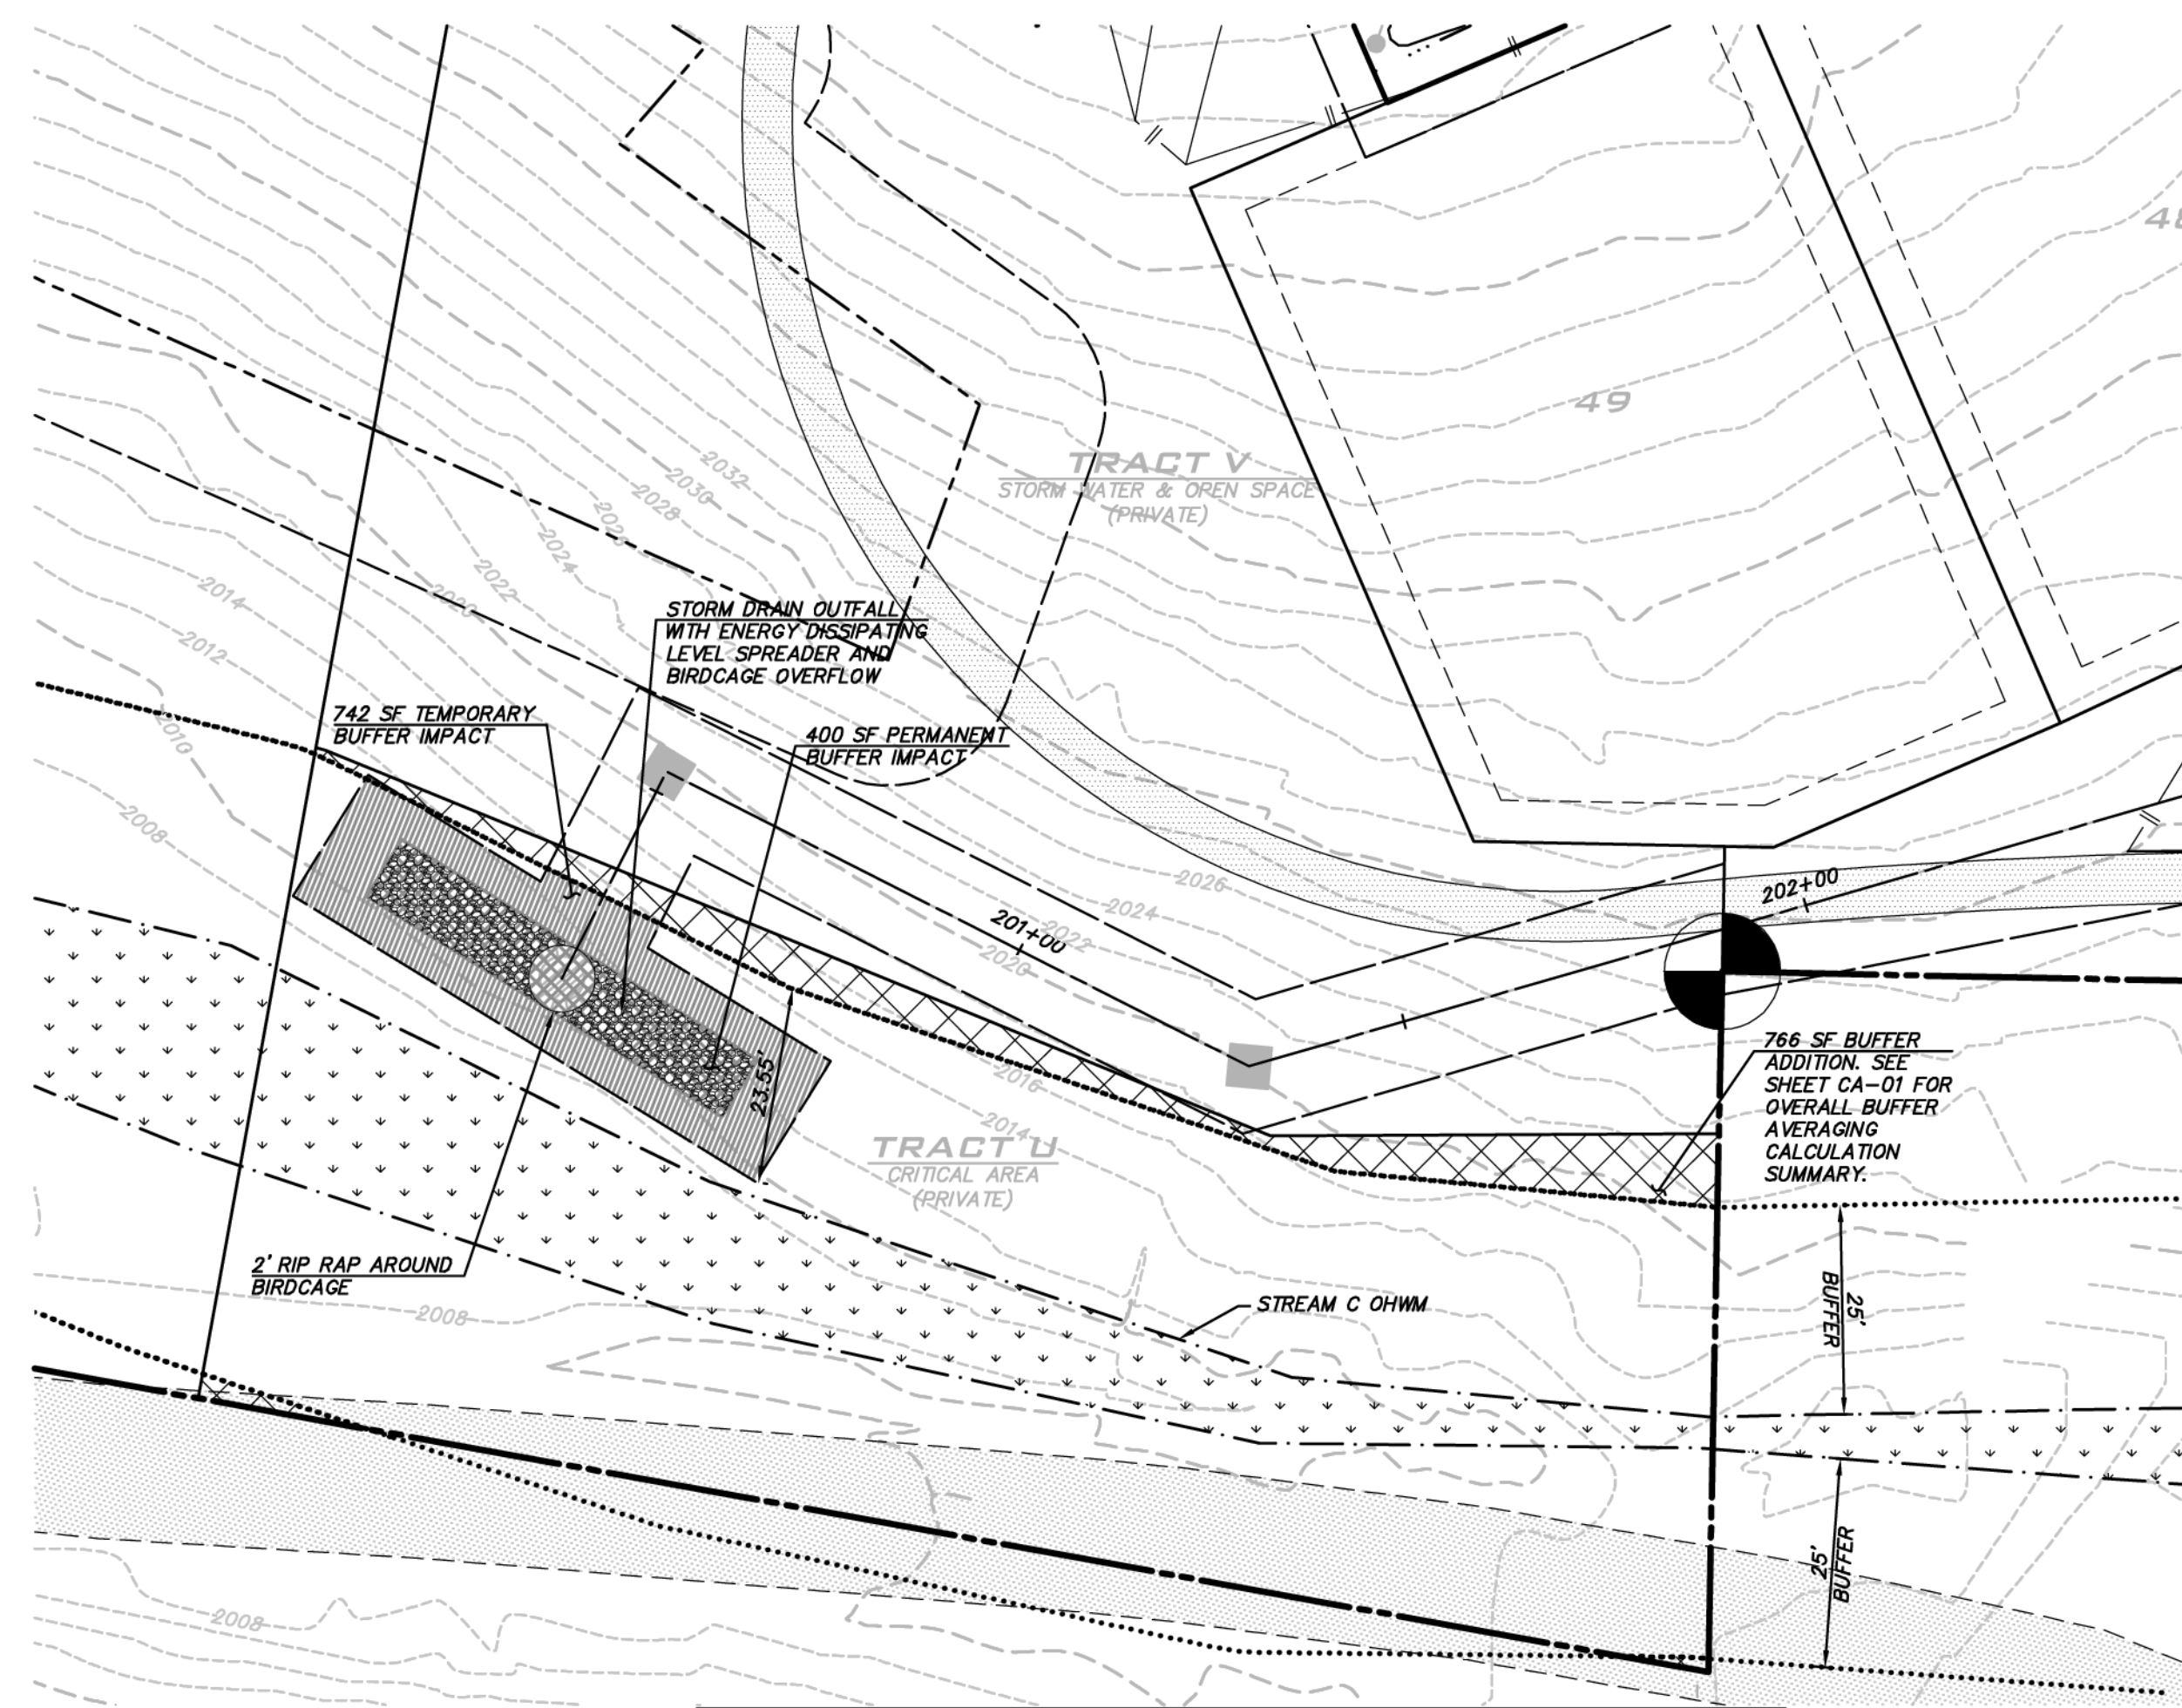 48
49
TRACT V
STORM WATER & OPEN SPACE
(PRIVATE)
2032
2030
2028
2026
2024
2022
2020
2014
2012
2010
2008
STORM DRAIN OUTFALL
WITH ENERGY DISSIPATING
LEVEL SPREADER AND
BIRDCAGE OVERFLOW
742 SF TEMPORARY
BUFFER IMPACT
400 SF PERMANENT
BUFFER IMPACT
2026
2024
2022
2020
2016
2014
201+00
202+00
23.55'
766 SF BUFFER
ADDITION. SEE
SHEET CA-01 FOR
OVERALL BUFFER
AVERAGING
CALCULATION
SUMMARY.
TRACT U
CRITICAL AREA
(PRIVATE)
2' RIP RAP AROUND
BIRDCAGE
STREAM C OHWM
2008
25'
BUFFER
25'
BUFFER
2008